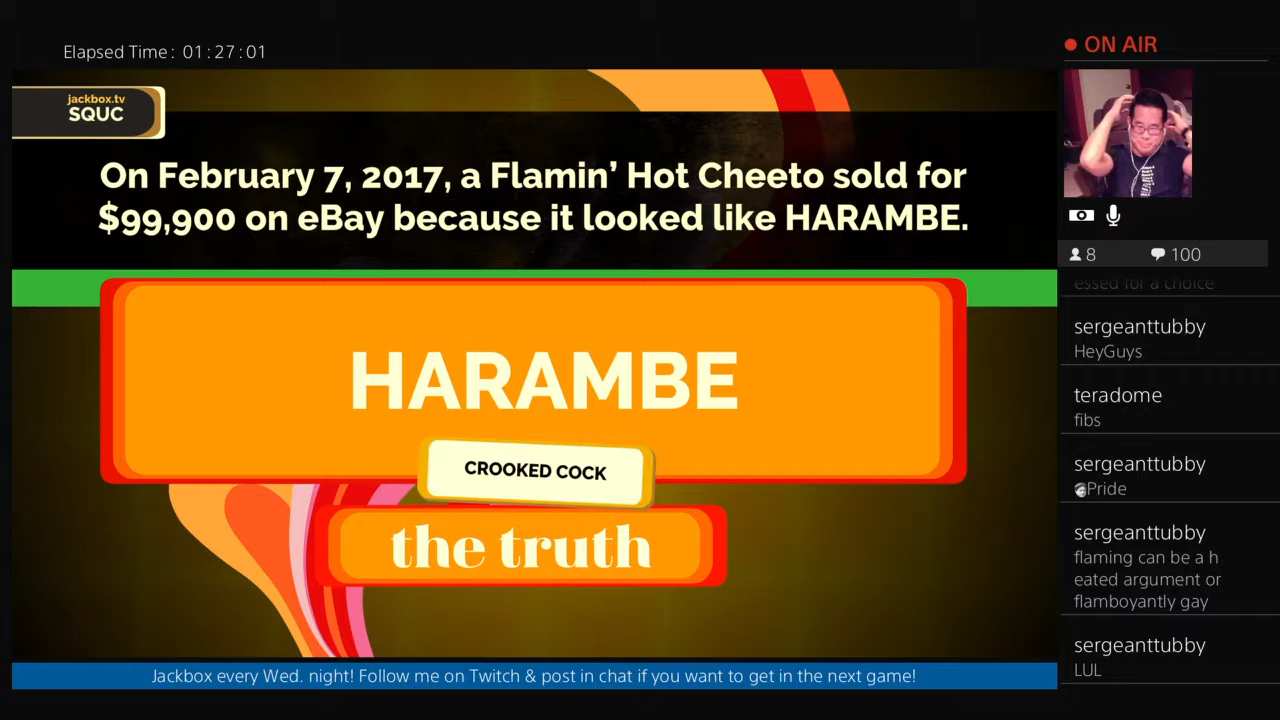 Elapsed Time: 01:27:01
ON AIR
jackbox.tv
SQUC
On February 7, 2017, a Flamin' Hot Cheeto sold for
$99,900 on eBay because it looked like HARAMBE.
HARAMBE
CROOKED COCK
the truth
Jackbox every Wed. night! Follow me on Twitch & post in chat if you want to get in the next game!
8
100
essed for a choice
sergeanttubby
HeyGuys
teradome
fibs
sergeanttubby
Pride
sergeanttubby
flaming can be a h
eated argument or
flamboyantly gay
sergeanttubby
LUL